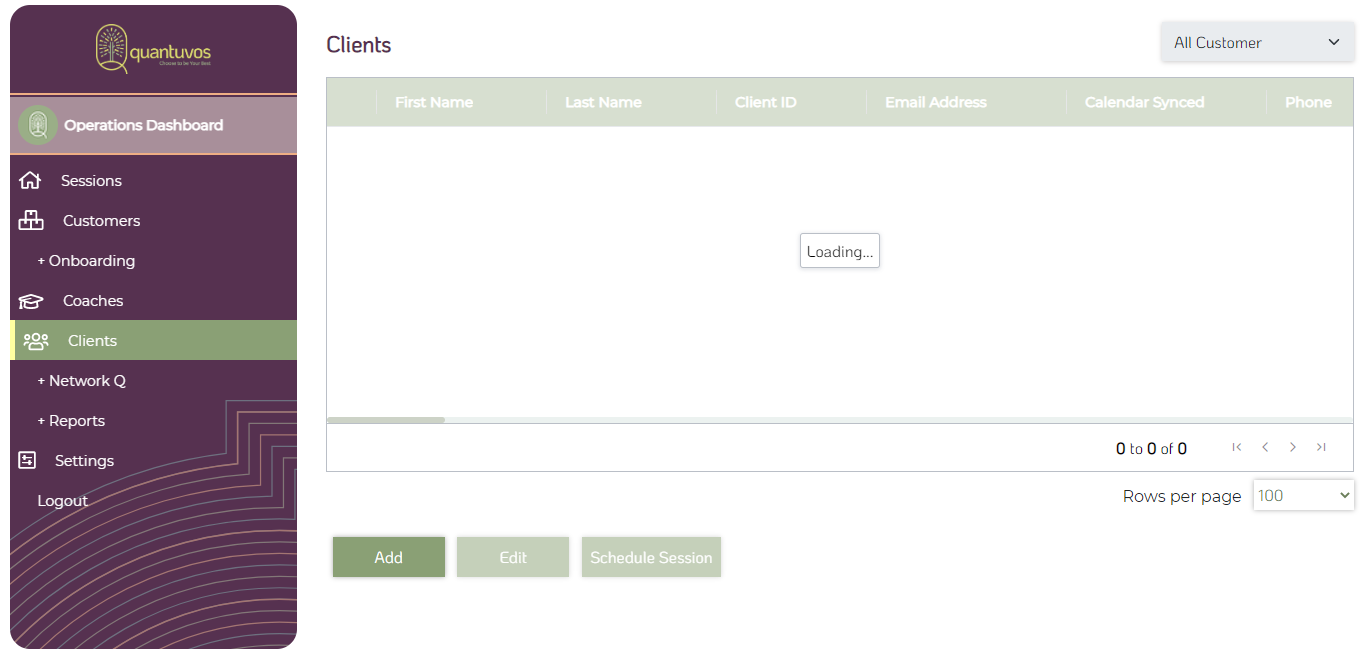 quantuvos
Choose to be Your Best
Operations Dashboard
Sessions
Customers
+ Onboarding
Coaches
Clients
+ Network Q
+ Reports
Settings
Logout
Clients
All Customer
First Name Last Name Client ID Email Address Calendar Synced Phone
Loading...
0 to 0 of 0
Rows per page 100
Add Edit Schedule Session